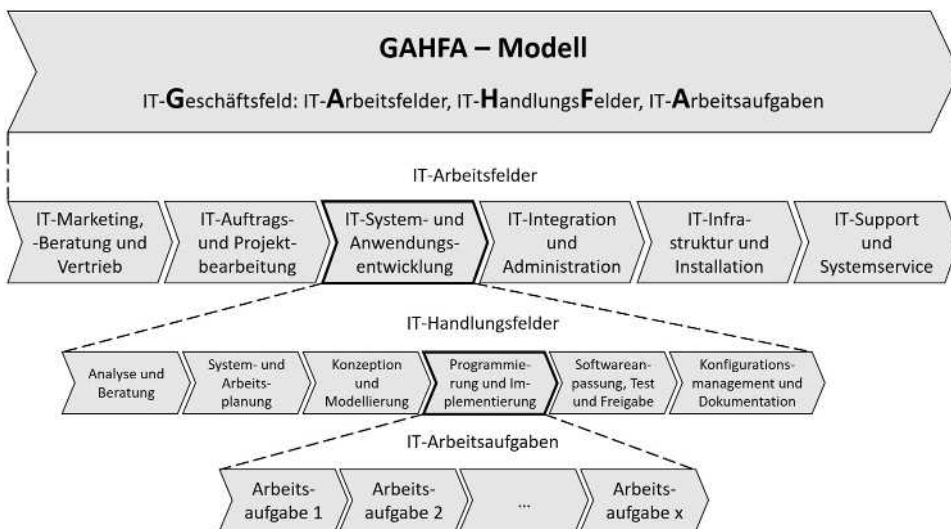 GAHFA – Modell
IT-Geschäftsfeld: IT-Arbeitsfelder, IT-HandlungsFelder, IT-Arbeitsaufgaben
IT-Arbeitsfelder
IT-Marketing,
-Beratung und
Vertrieb
IT-Auftrags-
und Projekt-
bearbeitung
IT-System- und
Anwendungs-
entwicklung
IT-Integration
und
Administration
IT-Infra-
struktur und
Installation
IT-Support
und
Systemservice
IT-Handlungsfelder
Analyse und
Beratung
System- und
Arbeits-
planung
Konzeption
und
Modellierung
Programmie-
rung und Im-
plementierung
Softwarean-
passung, Test
und Freigabe
Konfigurations-
management und
Dokumentation
IT-Arbeitsaufgaben
Arbeits-
aufgabe 1
Arbeits-
aufgabe 2
...
Arbeits-
aufgabe x